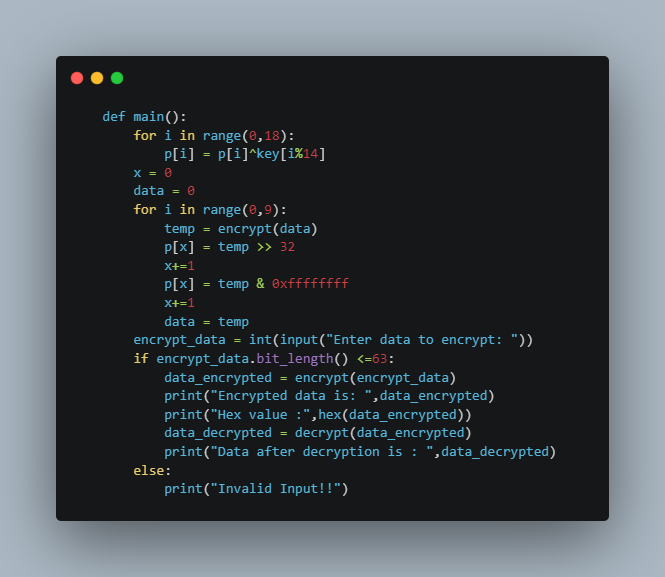 def main():
    for i in range(0,18):
        p[i] = p[i]^key[i%14]
    x = 0
    data = 0
    for i in range(0,9):
        temp = encrypt(data)
        p[x] = temp >> 32
        x+=1
        p[x] = temp & 0xffffffff
        x+=1
        data = temp
    encrypt_data = int(input("Enter data to encrypt: "))
    if encrypt_data.bit_length() <=63:
        data_encrypted = encrypt(encrypt_data)
        print("Encrypted data is: ",data_encrypted)
        print("Hex value :",hex(data_encrypted))
        data_decrypted = decrypt(data_encrypted)
        print("Data after decryption is : ",data_decrypted)
    else:
        print("Invalid Input!!")